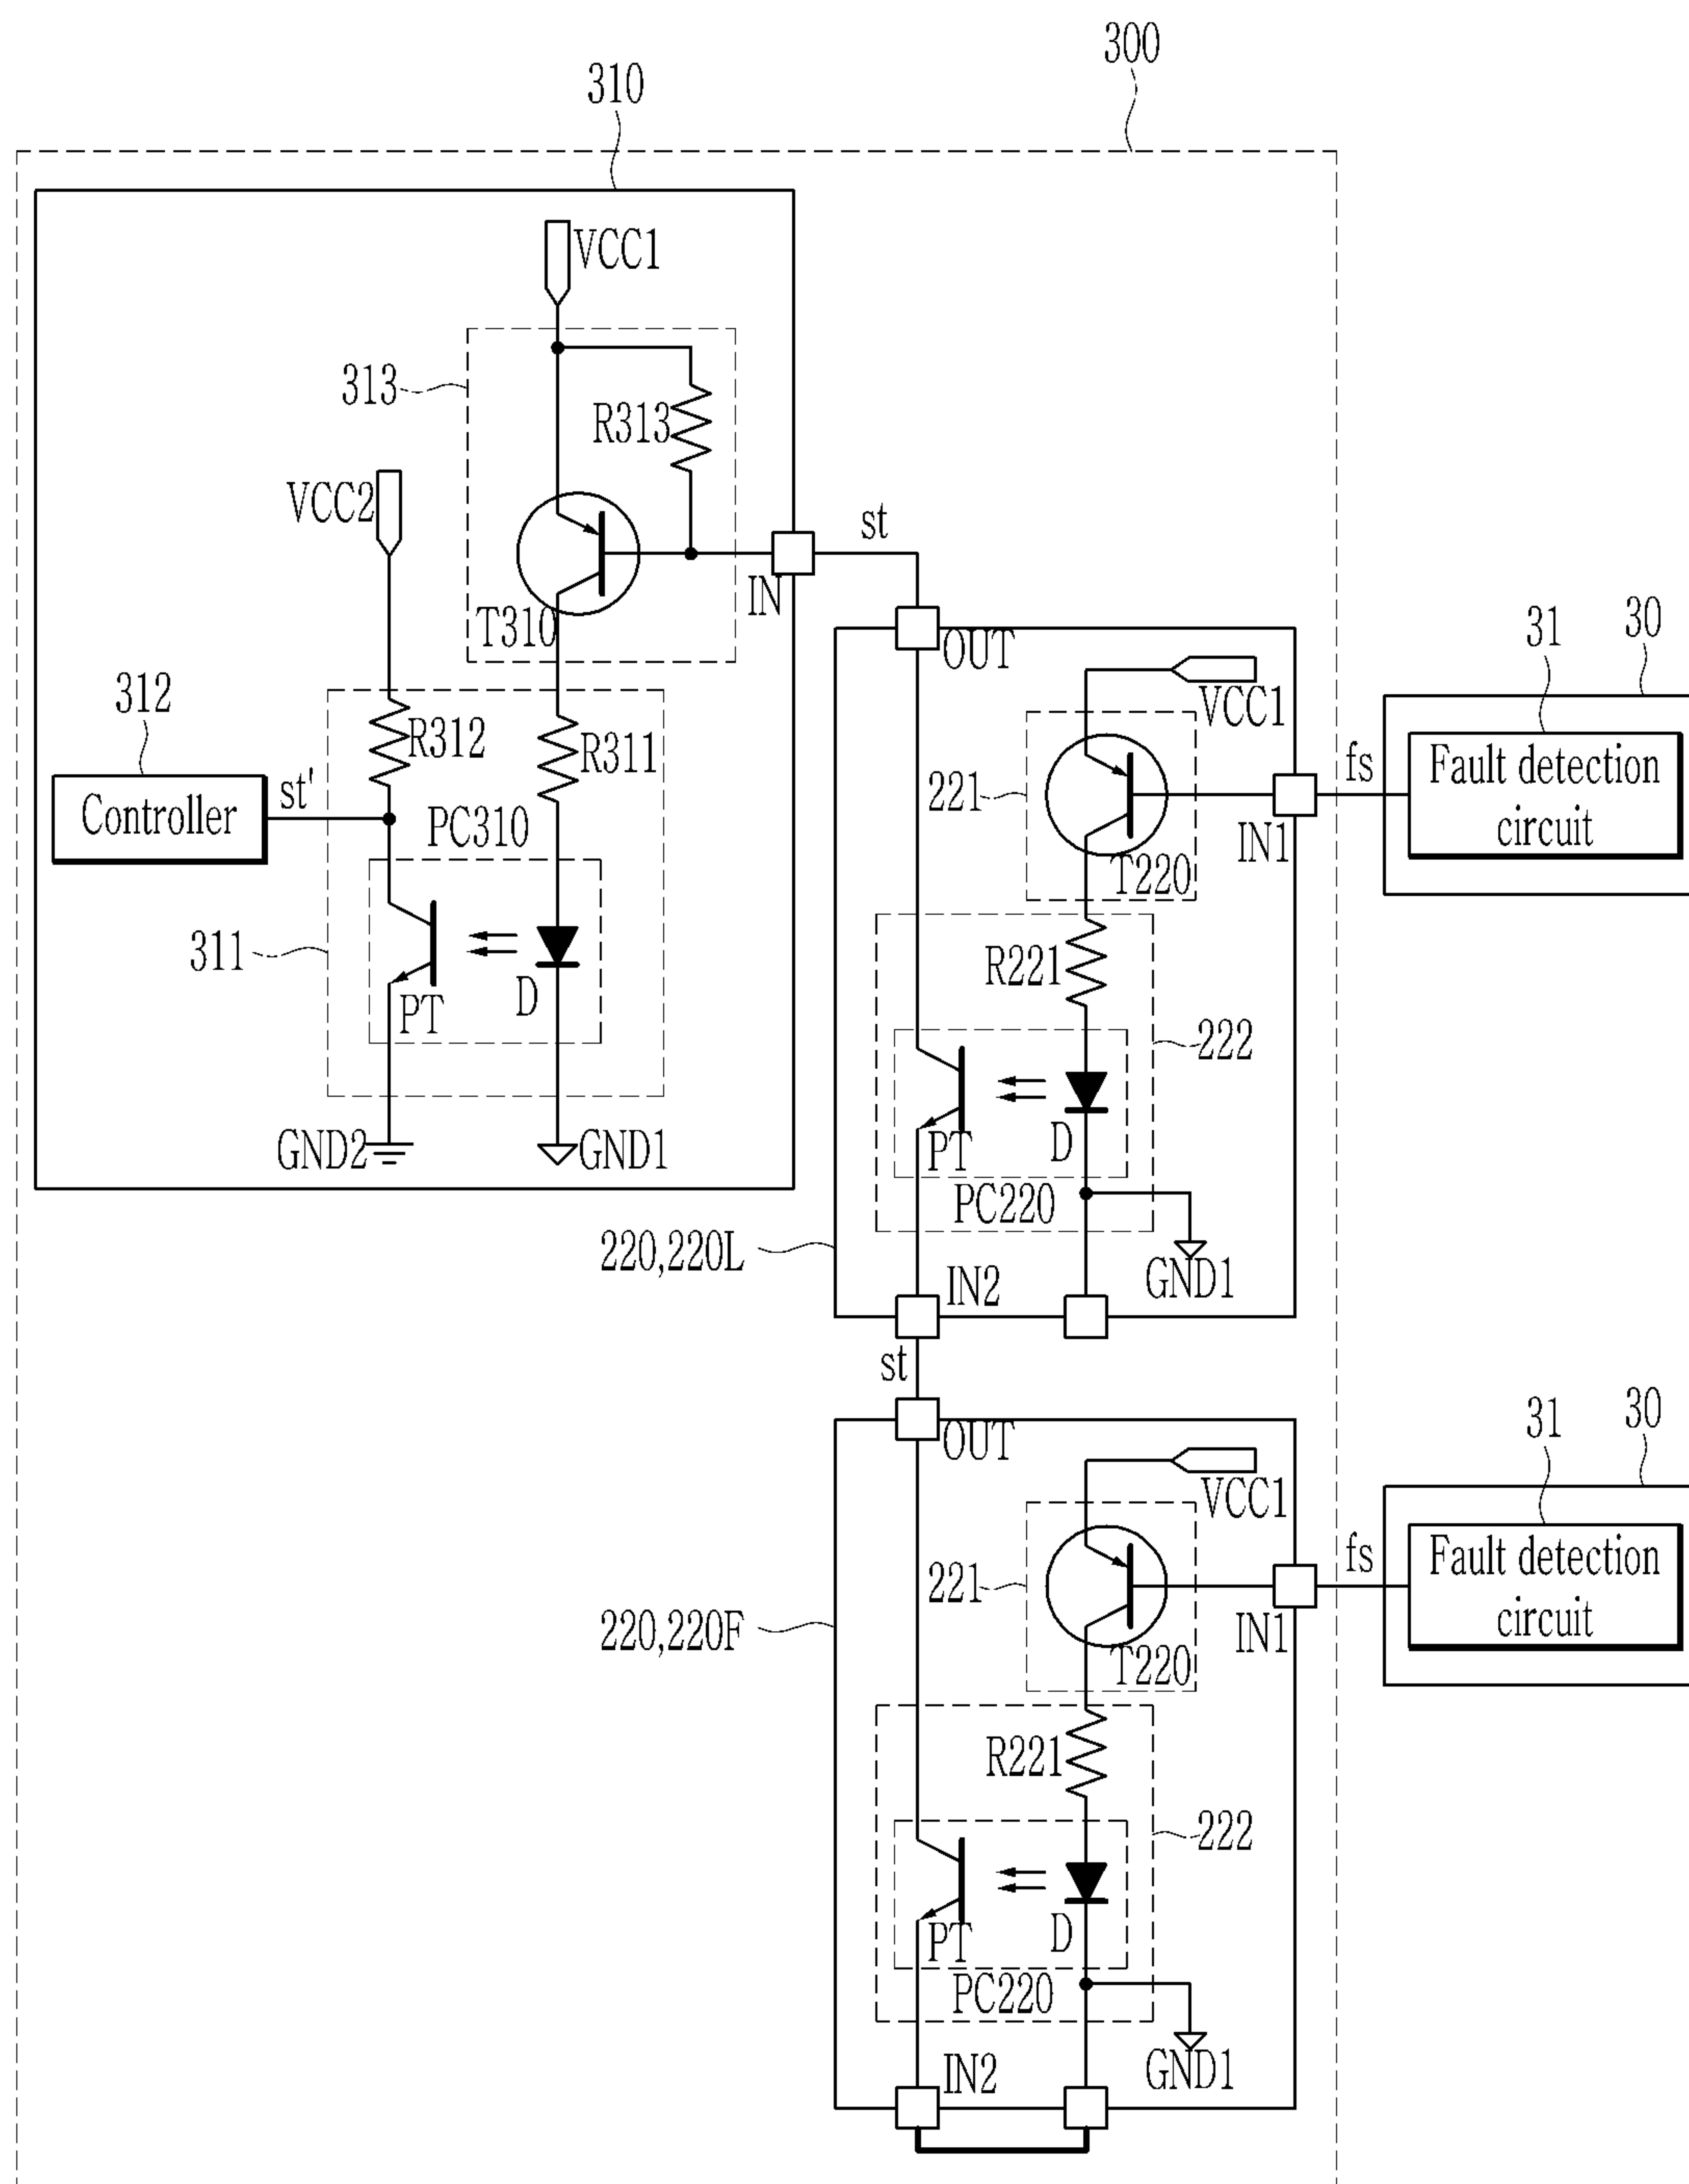 300
310
VCC1
313
R313
VCC2
st
IN
T310
OUT
31
30
312
VCC1
R312
R311
221
fs
Fault detection
circuit
Controller
st'
PC310
IN1
T220
311
R221
PT
D
222
PT
D
GND2
GND1
PC220
220,220L
IN2
GND1
st
OUT
31
30
VCC1
221
fs
Fault detection
circuit
220,220F
IN1
T220
R221
222
PT
D
PC220
IN2
GND1